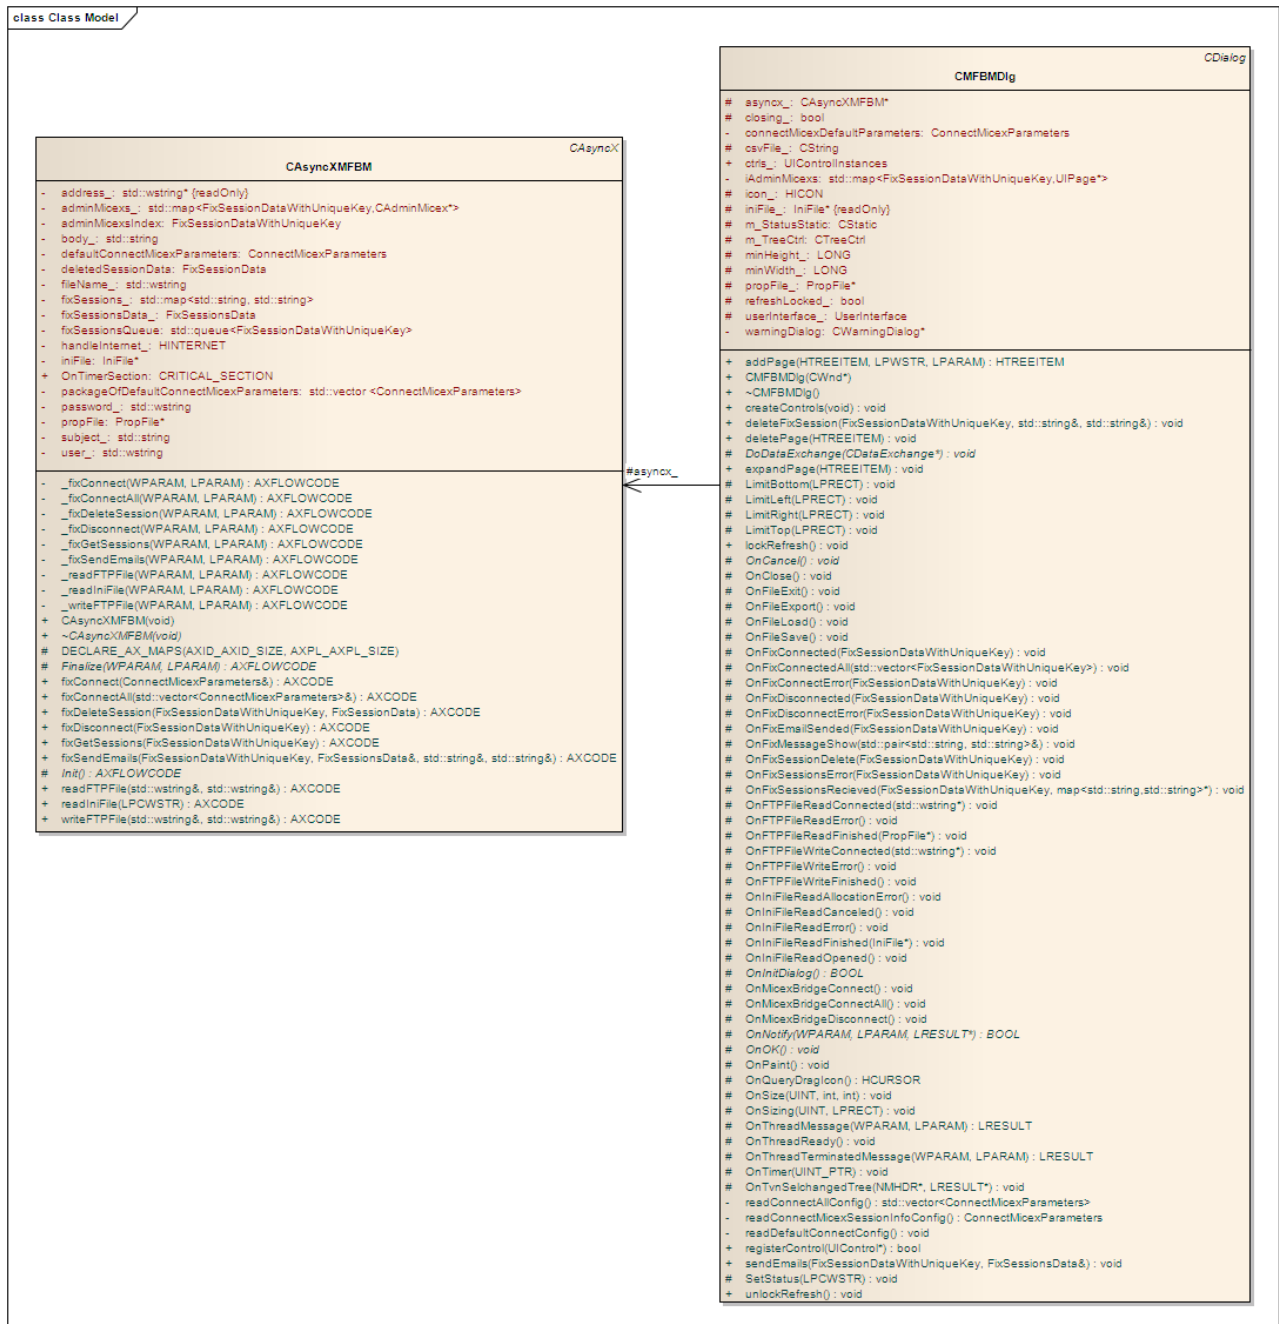 class Class Model
CAsyncX
CAsyncXMFBM
- address_: std::wstring* {readOnly}
- adminMicexs_: std::map<FixSessionDataWithUniqueKey,CAdminMicex*>
- adminMicexsIndex: FixSessionDataWithUniqueKey
- body_: std::string
- defaultConnectMicexParameters: ConnectMicexParameters
- deletedSessionData: FixSessionData
- fileName_: std::wstring
- fixSessions_: std::map<std::string, std::string>
- fixSessionsData_: FixSessionsData
- fixSessionsQueue: std::queue<FixSessionDataWithUniqueKey>
- handleInternet_: HINTERNET
- iniFile: IniFile*
+ OnTimerSection: CRITICAL_SECTION
- packageOfDefaultConnectMicexParameters: std::vector <ConnectMicexParameters>
- password_: std::wstring
- propFile: PropFile*
- subject_: std::string
- user_: std::wstring
- _fixConnect(WPARAM, LPARAM) : AXFLOWCODE
- _fixConnectAll(WPARAM, LPARAM) : AXFLOWCODE
- _fixDeleteSession(WPARAM, LPARAM) : AXFLOWCODE
- _fixDisconnect(WPARAM, LPARAM) : AXFLOWCODE
- _fixGetSessions(WPARAM, LPARAM) : AXFLOWCODE
- _fixSendEmails(WPARAM, LPARAM) : AXFLOWCODE
- _readFTPFile(WPARAM, LPARAM) : AXFLOWCODE
- _readIniFile(WPARAM, LPARAM) : AXFLOWCODE
- _writeFTPFile(WPARAM, LPARAM) : AXFLOWCODE
+ CAsyncXMFBM(void)
+ ~CAsyncXMFBM(void)
# DECLARE_AX_MAPS(AXID_AXID_SIZE, AXPL_AXPL_SIZE)
# Finalize(WPARAM, LPARAM) : AXFLOWCODE
+ fixConnect(ConnectMicexParameters&) : AXCODE
+ fixConnectAll(std::vector<ConnectMicexParameters>&) : AXCODE
+ fixDeleteSession(FixSessionDataWithUniqueKey, FixSessionData) : AXCODE
+ fixDisconnect(FixSessionDataWithUniqueKey) : AXCODE
+ fixGetSessions(FixSessionDataWithUniqueKey) : AXCODE
+ fixSendEmails(FixSessionDataWithUniqueKey, FixSessionsData&, std::string&, std::string&) : AXCODE
# Init() : AXFLOWCODE
+ readFTPFile(std::wstring&, std::wstring&) : AXCODE
+ readIniFile(LPCWSTR) : AXCODE
+ writeFTPFile(std::wstring&, std::wstring&) : AXCODE
#asyncx_
CDialog
CMFBMDlg
# asyncx_: CAsyncXMFBM*
# closing_: bool
- connectMicexDefaultParameters: ConnectMicexParameters
# csvFile_: CString
+ ctrls_: UIControlInstances
- iAdminMicexs: std::map<FixSessionDataWithUniqueKey,UIPage*>
# icon_: HICON
# iniFile_: IniFile* {readOnly}
# m_StatusStatic: CStatic
# m_TreeCtrl: CTreeCtrl
# minHeight_: LONG
# minWidth_: LONG
# propFile_: PropFile*
# refreshLocked_: bool
# userInterface_: UserInterface
- warningDialog: CWarningDialog*
+ addPage(HTREEITEM, LPWSTR, LPARAM) : HTREEITEM
+ CMFBMDlg(CWnd*)
+ ~CMFBMDlg()
+ createControls(void) : void
+ deleteFixSession(FixSessionDataWithUniqueKey, std::string&, std::string&) : void
+ deletePage(HTREEITEM) : void
# DoDataExchange(CDataExchange*) : void
+ expandPage(HTREEITEM) : void
# LimitBottom(LPRECT) : void
# LimitLeft(LPRECT) : void
# LimitRight(LPRECT) : void
# LimitTop(LPRECT) : void
+ lockRefresh() : void
# OnCancel() : void
# OnClose() : void
# OnFileExit() : void
# OnFileExport() : void
# OnFileLoad() : void
# OnFileSave() : void
# OnFixConnected(FixSessionDataWithUniqueKey) : void
# OnFixConnectedAll(std::vector<FixSessionDataWithUniqueKey>) : void
# OnFixConnectError(FixSessionDataWithUniqueKey) : void
# OnFixDisconnected(FixSessionDataWithUniqueKey) : void
# OnFixDisconnectError(FixSessionDataWithUniqueKey) : void
# OnFixEmailSended(FixSessionDataWithUniqueKey) : void
# OnFixMessageShow(std::pair<std::string, std::string>&) : void
# OnFixSessionDelete(FixSessionDataWithUniqueKey) : void
# OnFixSessionsError(FixSessionDataWithUniqueKey) : void
# OnFixSessionsRecieved(FixSessionDataWithUniqueKey, map<std::string,std::string>*) : void
# OnFTPFileReadConnected(std::wstring*) : void
# OnFTPFileReadError() : void
# OnFTPFileReadFinished(PropFile*) : void
# OnFTPFileWriteConnected(std::wstring*) : void
# OnFTPFileWriteError() : void
# OnFTPFileWriteFinished() : void
# OnIniFileReadAllocationError() : void
# OnIniFileReadCanceled() : void
# OnIniFileReadError() : void
# OnIniFileReadFinished(IniFile*) : void
# OnIniFileReadOpened() : void
# OnInitDialog() : BOOL
# OnMicexBridgeConnect() : void
# OnMicexBridgeConnectAll() : void
# OnMicexBridgeDisconnect() : void
# OnNotify(WPARAM, LPARAM, LRESULT*) : BOOL
# OnOK() : void
# OnPaint() : void
# OnQueryDragIcon() : HCURSOR
# OnSize(UINT, int, int) : void
# OnSizing(UINT, LPRECT) : void
# OnThreadMessage(WPARAM, LPARAM) : LRESULT
# OnThreadReady() : void
# OnThreadTerminatedMessage(WPARAM, LPARAM) : LRESULT
# OnTimer(UINT_PTR) : void
# OnTvnSelchangedTree(NMHDR*, LRESULT*) : void
- readConnectAllConfig() : std::vector<ConnectMicexParameters>
- readConnectMicexSessionInfoConfig() : ConnectMicexParameters
- readDefaultConnectConfig() : void
+ registerControl(UIControl*) : bool
+ sendEmails(FixSessionDataWithUniqueKey, FixSessionsData&) : void
# SetStatus(LPCWSTR) : void
+ unlockRefresh() : void